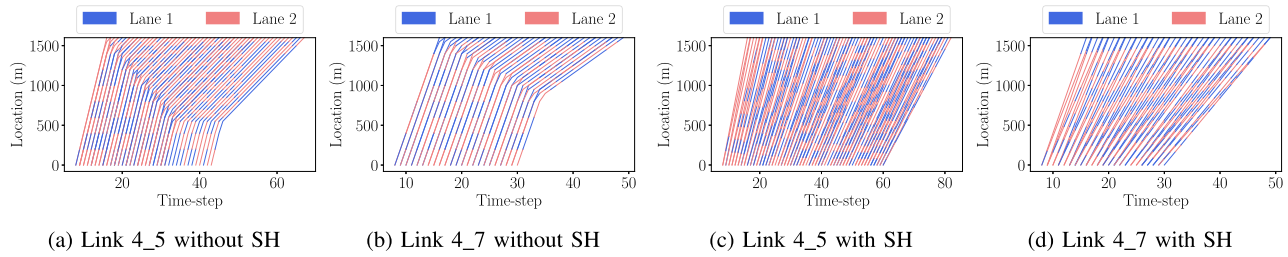 Lane 1 Lane 2 Lane 1 Lane 2 Lane 1 Lane 2 Lane 1 Lane 2
1500 1500 1500 1500
1000 1000 1000 1000
500 500 500 500
0 0 0 0
Location (m) Location (m) Location (m) Location (m)
20 40 60 10 20 30 40 50 20 40 60 80 10 20 30 40 50
Time-step Time-step Time-step Time-step
(a) Link 4_5 without SH (b) Link 4_7 without SH (c) Link 4_5 with SH (d) Link 4_7 with SH